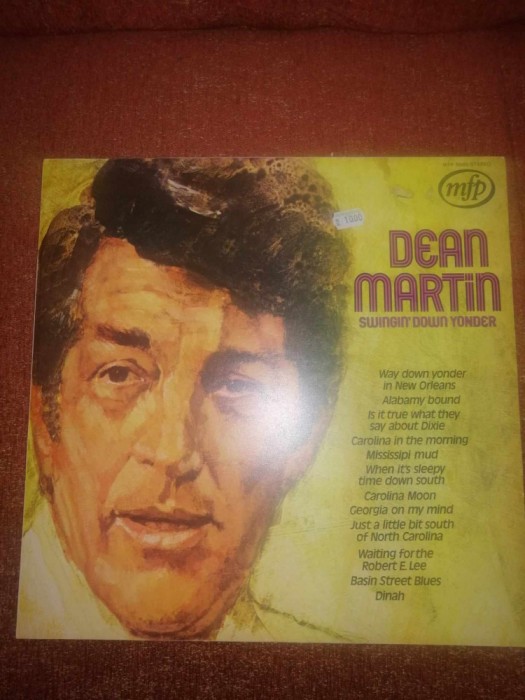 mfp
DEAN
MARTIN
SWINGIN' DOWN YONDER
Way down yonder
in New Orleans
Alabamy bound
Is it true what they
say about Dixie
Carolina in the morning
Mississipi mud
When it's sleepy
time down south
Carolina Moon
Georgia on my mind
Just a little bit south
of North Carolina
Waiting for the
Robert E. Lee
Basin Street Blues
Dinah